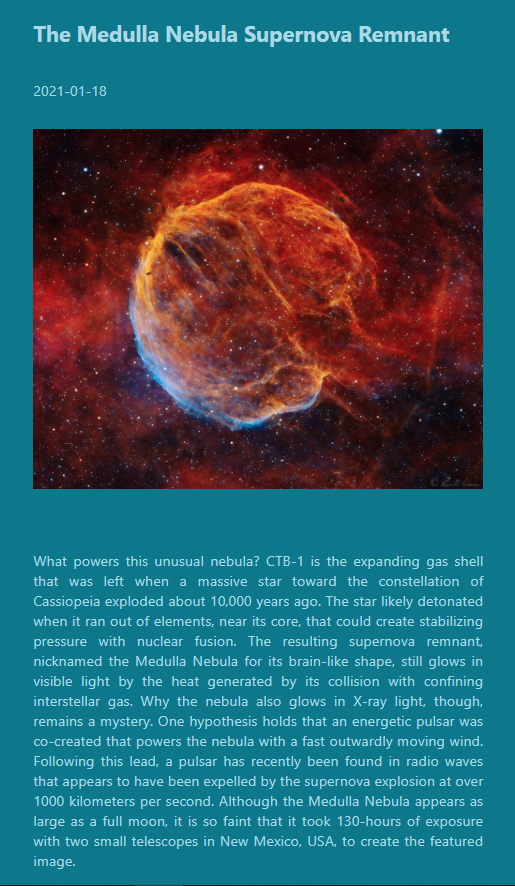 The Medulla Nebula Supernova Remnant
2021-01-18
What powers this unusual nebula? CTB-1 is the expanding gas shell
that was left when a massive star toward the constellation of
Cassiopeia exploded about 10,000 years ago. The star likely detonated
when it ran out of elements, near its core, that could create stabilizing
pressure with nuclear fusion. The resulting supernova remnant,
nicknamed the Medulla Nebula for its brain-like shape, still glows in
visible light by the heat generated by its collision with confining
interstellar gas. Why the nebula also glows in X-ray light, though,
remains a mystery. One hypothesis holds that an energetic pulsar was
co-created that powers the nebula with a fast outwardly moving wind.
Following this lead, a pulsar has recently been found in radio waves
that appears to have been expelled by the supernova explosion at over
1000 kilometers per second. Although the Medulla Nebula appears as
large as a full moon, it is so faint that it took 130-hours of exposure
with two small telescopes in New Mexico, USA, to create the featured
image.